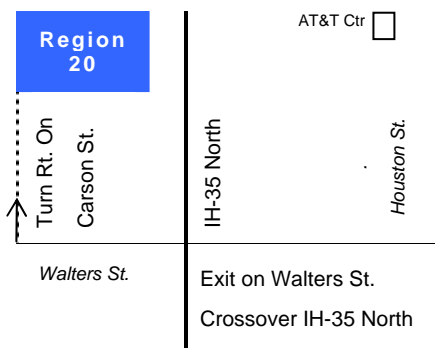 Region
20
AT&T Ctr
Turn Rt. On
Carson St.
IH-35 North
Houston St.
Walters St.
Exit on Walters St.
Crossover IH-35 North